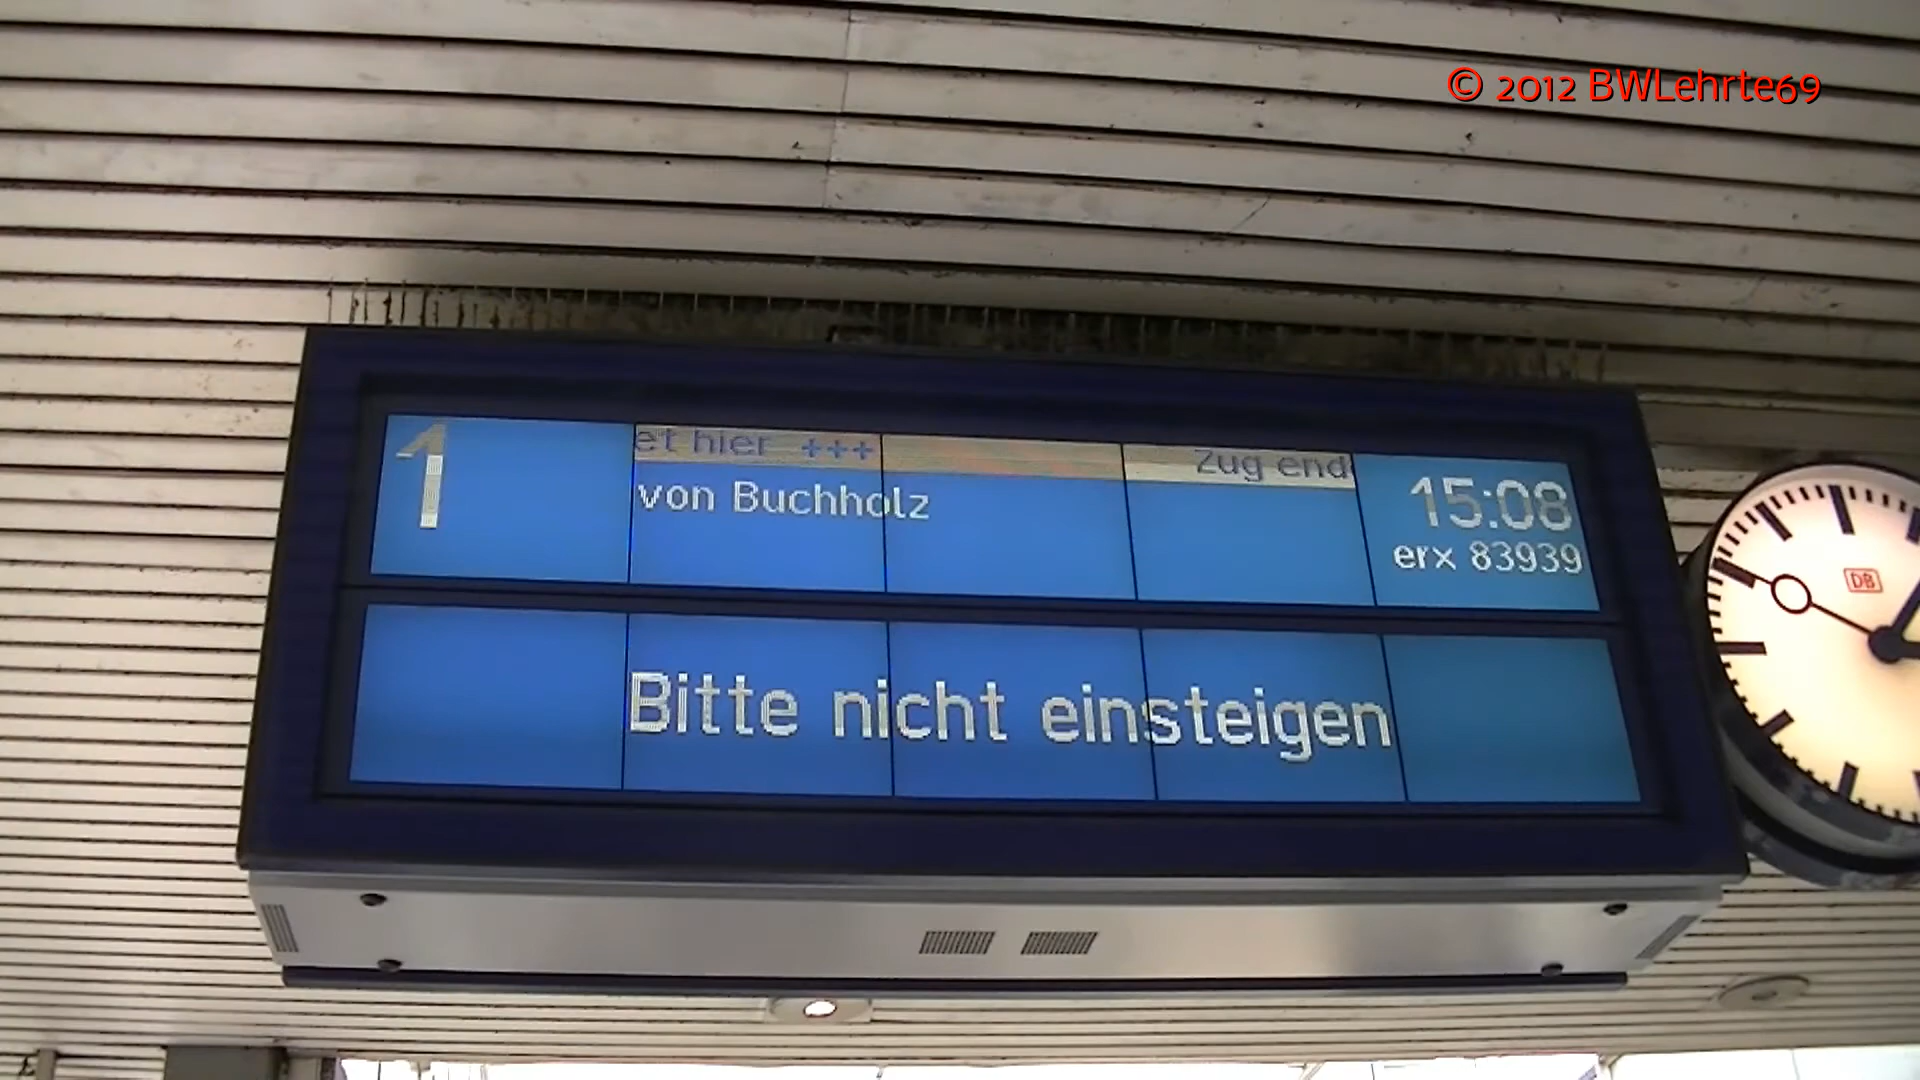 © 2012 BWLehrte69
1
et hier +++
Zug end
15:08
von Buchholz
erx 83939
Bitte nicht einsteigen
DB